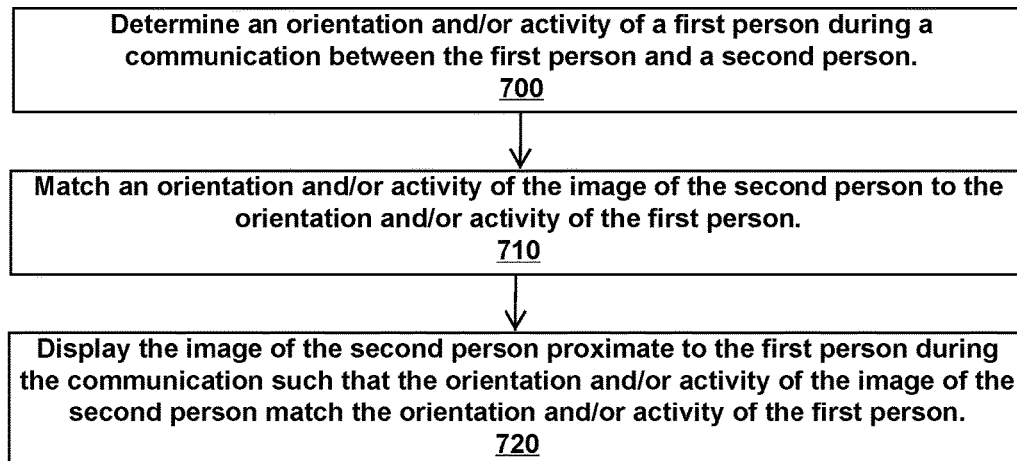 Determine an orientation and/or activity of a first person during a
communication between the first person and a second person.
700
Match an orientation and/or activity of the image of the second person to the
orientation and/or activity of the first person.
710
Display the image of the second person proximate to the first person during
the communication such that the orientation and/or activity of the image of the
second person match the orientation and/or activity of the first person.
720